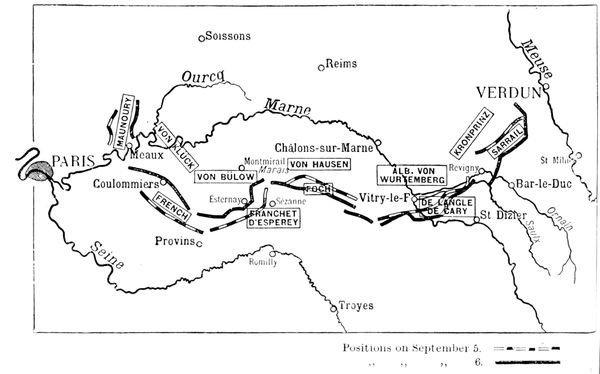 Soissons
Reims
Ourcq
Meuse
VERDUN
Marne
MAUNOURY
VON KLUCK
KRONPRINZ
SARRAIL
Châlons-sur-Marne
PARIS
Meaux
Montmirail
Marais
VON HAUSEN
ALB. VON
WURTEMBERG
Revigny
St Mihiel
Coulommiers
VON BÜLOW
FOCH
Vitry-le-F
DE LANGLE
DE CARY
Bar-le-Duc
FRENCH
Esternay
Sézanne
FRANCHET
D'ESPEREY
St Dizier
Ornain
Saulx
Provins
Seine
Romilly
Troyes
Positions on September 5.
„ „ „ 6.